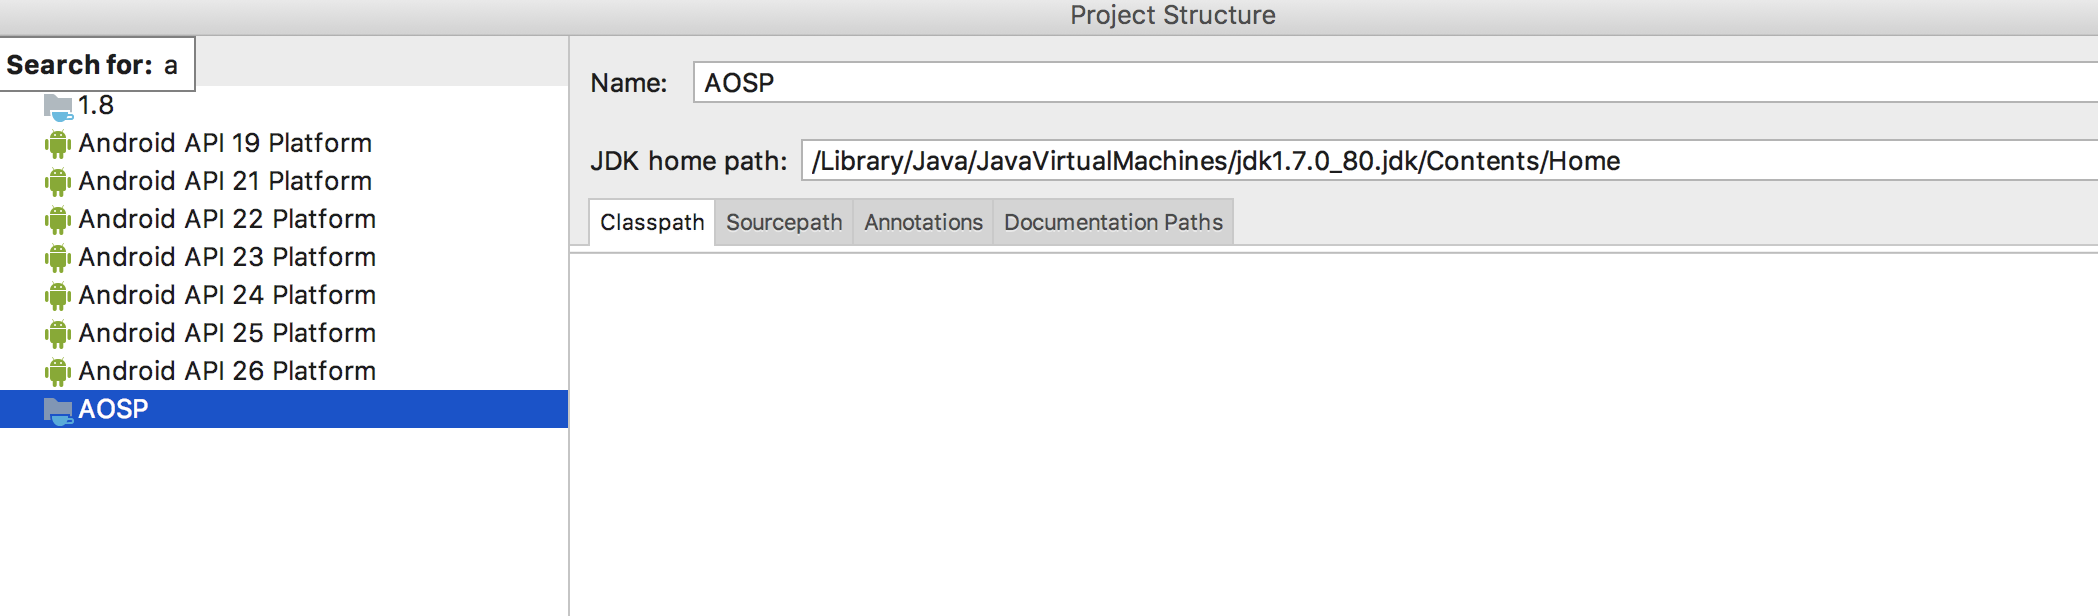 Project Structure
Search for: a
1.8
Android API 19 Platform
Android API 21 Platform
Android API 22 Platform
Android API 23 Platform
Android API 24 Platform
Android API 25 Platform
Android API 26 Platform
AOSP
Name: AOSP
JDK home path: /Library/Java/JavaVirtualMachines/jdk1.7.0_80.jdk/Contents/Home
Classpath Sourcepath Annotations Documentation Paths